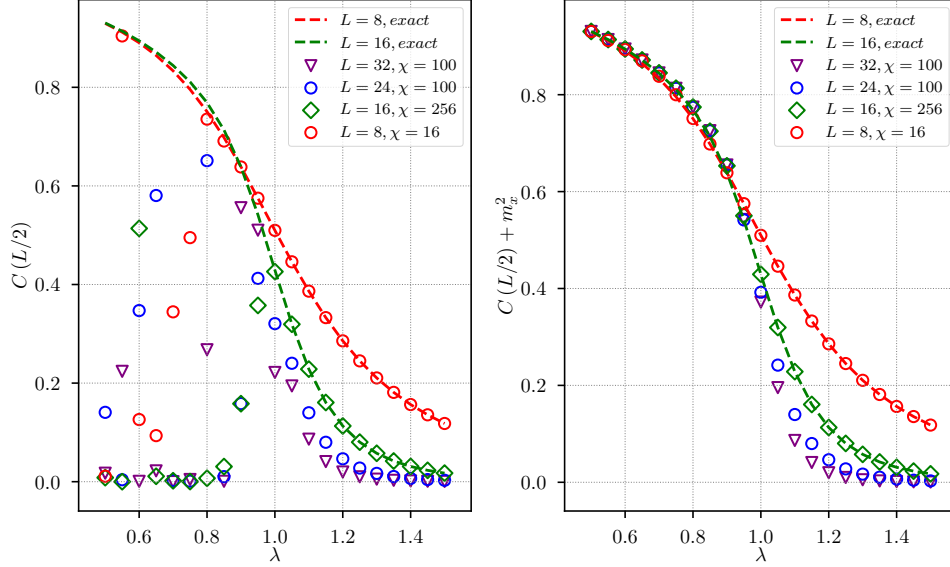 C (L/2)
0.8
0.6
0.4
0.2
0.0
0.6 0.8 1.0 1.2 1.4
λ
L = 8, exact
L = 16, exact
L = 32, χ = 100
L = 24, χ = 100
L = 16, χ = 256
L = 8, χ = 16
C (L/2) + m_x^2
0.8
0.6
0.4
0.2
0.0
0.6 0.8 1.0 1.2 1.4
λ
L = 8, exact
L = 16, exact
L = 32, χ = 100
L = 24, χ = 100
L = 16, χ = 256
L = 8, χ = 16